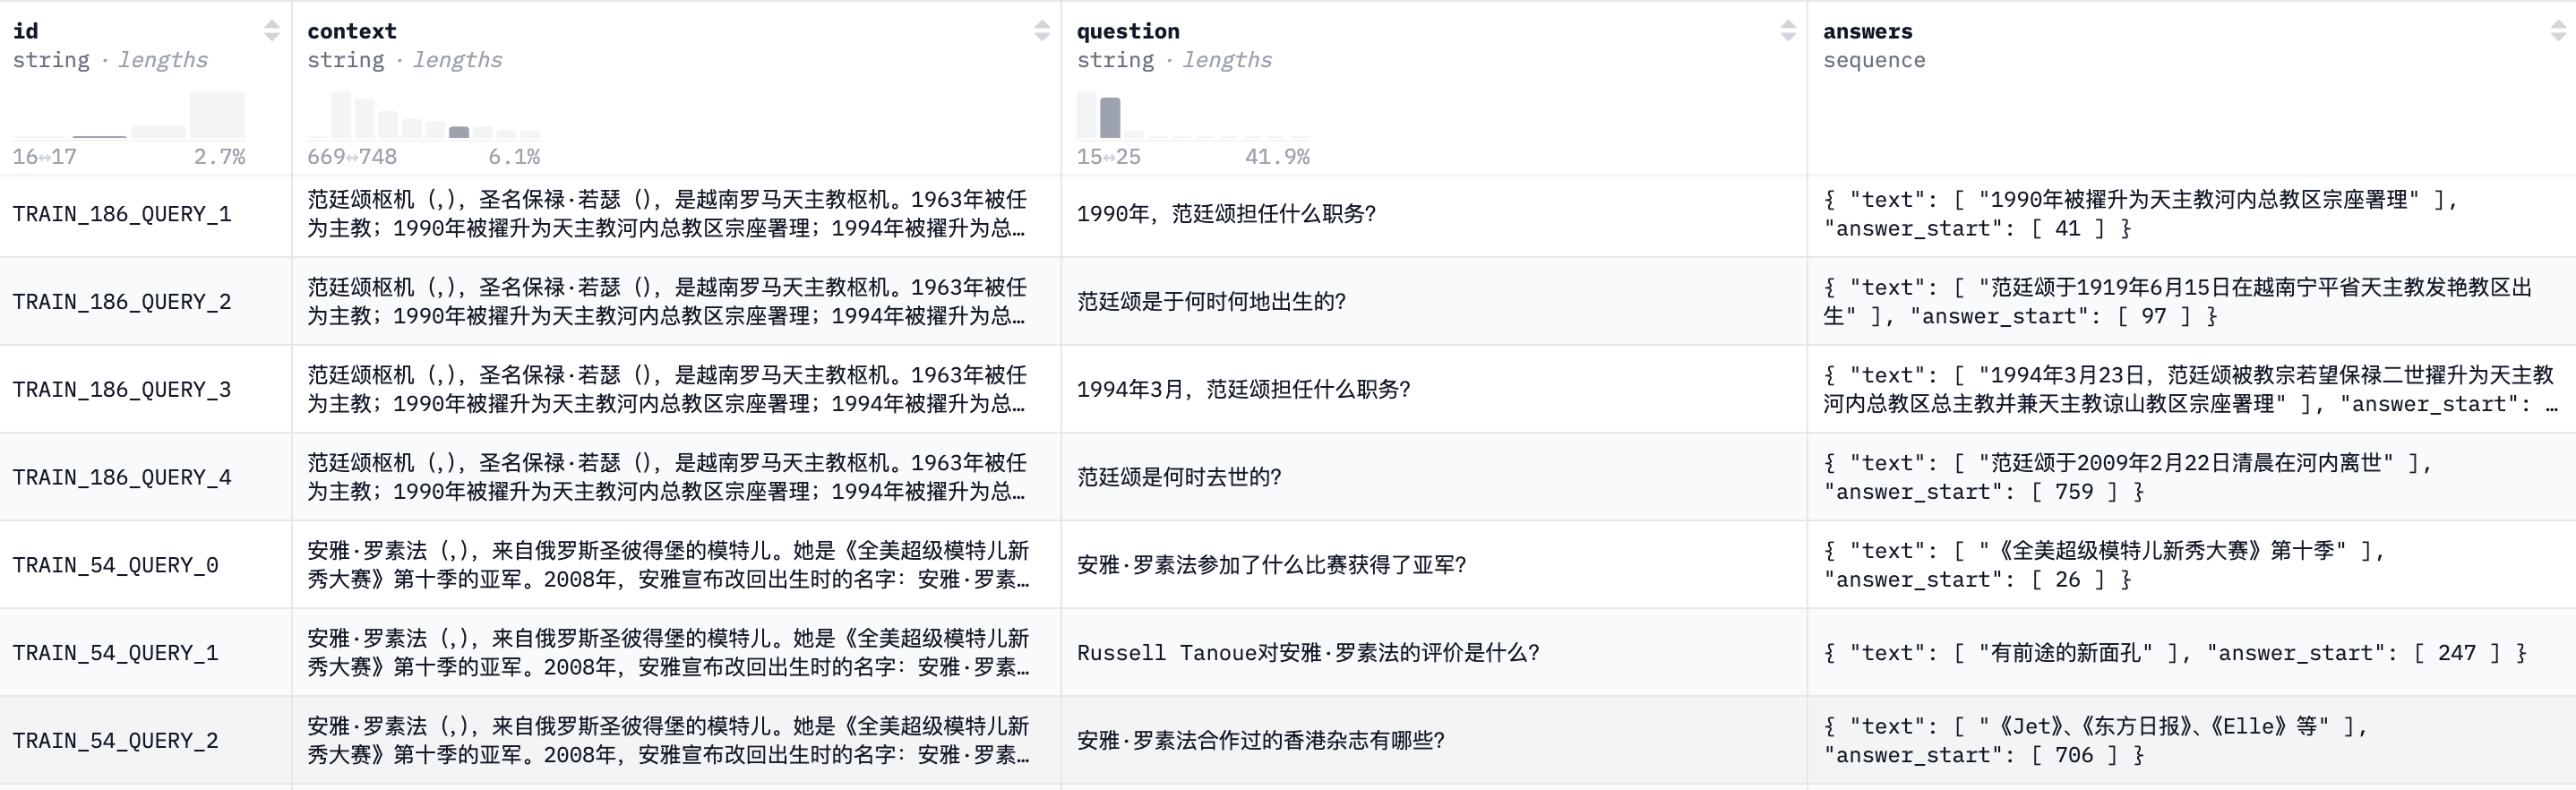 id
string · lengths
16↔17 2.7%
context
string · lengths
669↔748 6.1%
question
string · lengths
15↔25 41.9%
answers
sequence
TRAIN_186_QUERY_1
范廷颂枢机（,），圣名保禄·若瑟（），是越南罗马天主教枢机。1963年被任
为主教；1990年被擢升为天主教河内总教区宗座署理；1994年被擢升为总…
1990年，范廷颂担任什么职务？
{ "text": [ "1990年被擢升为天主教河内总教区宗座署理" ],
"answer_start": [ 41 ] }
TRAIN_186_QUERY_2
范廷颂枢机（,），圣名保禄·若瑟（），是越南罗马天主教枢机。1963年被任
为主教；1990年被擢升为天主教河内总教区宗座署理；1994年被擢升为总…
范廷颂是于何时何地出生的？
{ "text": [ "范廷颂于1919年6月15日在越南宁平省天主教发艳教区出
生" ], "answer_start": [ 97 ] }
TRAIN_186_QUERY_3
范廷颂枢机（,），圣名保禄·若瑟（），是越南罗马天主教枢机。1963年被任
为主教；1990年被擢升为天主教河内总教区宗座署理；1994年被擢升为总…
1994年3月，范廷颂担任什么职务？
{ "text": [ "1994年3月23日，范廷颂被教宗若望保禄二世擢升为天主教
河内总教区总主教并兼天主教谅山教区宗座署理" ], "answer_start": …
TRAIN_186_QUERY_4
范廷颂枢机（,），圣名保禄·若瑟（），是越南罗马天主教枢机。1963年被任
为主教；1990年被擢升为天主教河内总教区宗座署理；1994年被擢升为总…
范廷颂是何时去世的？
{ "text": [ "范廷颂于2009年2月22日清晨在河内离世" ],
"answer_start": [ 759 ] }
TRAIN_54_QUERY_0
安雅·罗素法（,），来自俄罗斯圣彼得堡的模特儿。她是《全美超级模特儿新
秀大赛》第十季的亚军。2008年，安雅宣布改回出生时的名字：安雅·罗素…
安雅·罗素法参加了什么比赛获得了亚军？
{ "text": [ "《全美超级模特儿新秀大赛》第十季" ],
"answer_start": [ 26 ] }
TRAIN_54_QUERY_1
安雅·罗素法（,），来自俄罗斯圣彼得堡的模特儿。她是《全美超级模特儿新
秀大赛》第十季的亚军。2008年，安雅宣布改回出生时的名字：安雅·罗素…
Russell Tanoue对安雅·罗素法的评价是什么？
{ "text": [ "有前途的新面孔" ], "answer_start": [ 247 ] }
TRAIN_54_QUERY_2
安雅·罗素法（,），来自俄罗斯圣彼得堡的模特儿。她是《全美超级模特儿新
秀大赛》第十季的亚军。2008年，安雅宣布改回出生时的名字：安雅·罗素…
安雅·罗素法合作过的香港杂志有哪些？
{ "text": [ "《Jet》、《东方日报》、《Elle》等" ],
"answer_start": [ 706 ] }